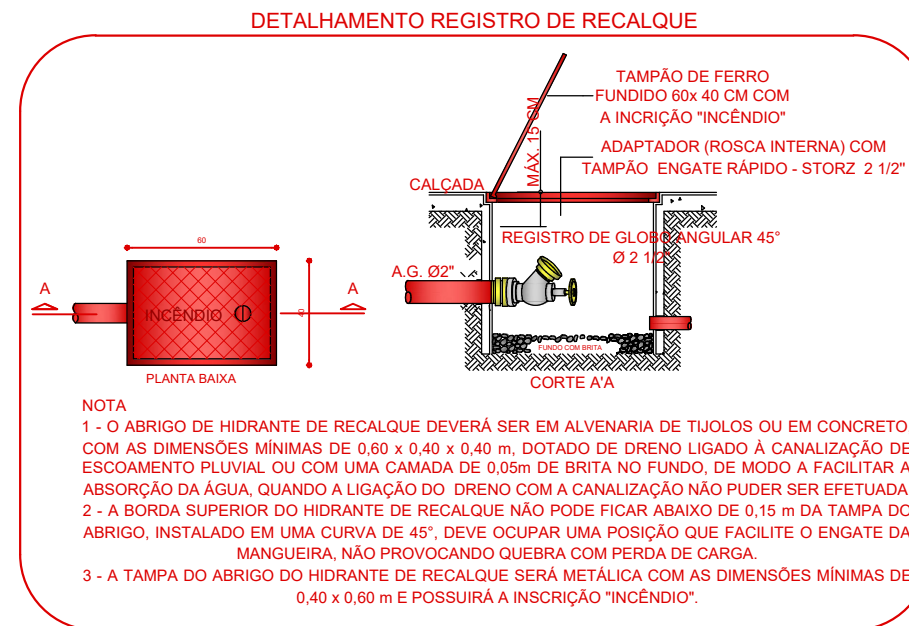 DETALHAMENTO REGISTRO DE RECALQUE
TAMPÃO DE FERRO
FUNDIDO 60x 40 CM COM
A INCRIÇÃO "INCÊNDIO"
MÁX. 15 CM
ADAPTADOR (ROSCA INTERNA) COM
TAMPÃO ENGATE RÁPIDO - STORZ 2 1/2"
CALÇADA
REGISTRO DE GLOBO ANGULAR 45°
Ø 2 1/2"
A.G. Ø2"
60
A
A
INCÊNDIO
40
FUNDO COM BRITA
PLANTA BAIXA
CORTE A'A
NOTA
1 - O ABRIGO DE HIDRANTE DE RECALQUE DEVERÁ SER EM ALVENARIA DE TIJOLOS OU EM CONCRETO,
COM AS DIMENSÕES MÍNIMAS DE 0,60 x 0,40 x 0,40 m, DOTADO DE DRENO LIGADO À CANALIZAÇÃO DE
ESCOAMENTO PLUVIAL OU COM UMA CAMADA DE 0,05m DE BRITA NO FUNDO, DE MODO A FACILITAR A
ABSORÇÃO DA ÁGUA, QUANDO A LIGAÇÃO DO DRENO COM A CANALIZAÇÃO NÃO PUDER SER EFETUADA
2 - A BORDA SUPERIOR DO HIDRANTE DE RECALQUE NÃO PODE FICAR ABAIXO DE 0,15 m DA TAMPA DO
ABRIGO, INSTALADO EM UMA CURVA DE 45°, DEVE OCUPAR UMA POSIÇÃO QUE FACILITE O ENGATE DA
MANGUEIRA, NÃO PROVOCANDO QUEBRA COM PERDA DE CARGA.
3 - A TAMPA DO ABRIGO DO HIDRANTE DE RECALQUE SERÁ METÁLICA COM AS DIMENSÕES MÍNIMAS DE
0,40 x 0,60 m E POSSUIRÁ A INSCRIÇÃO "INCÊNDIO".